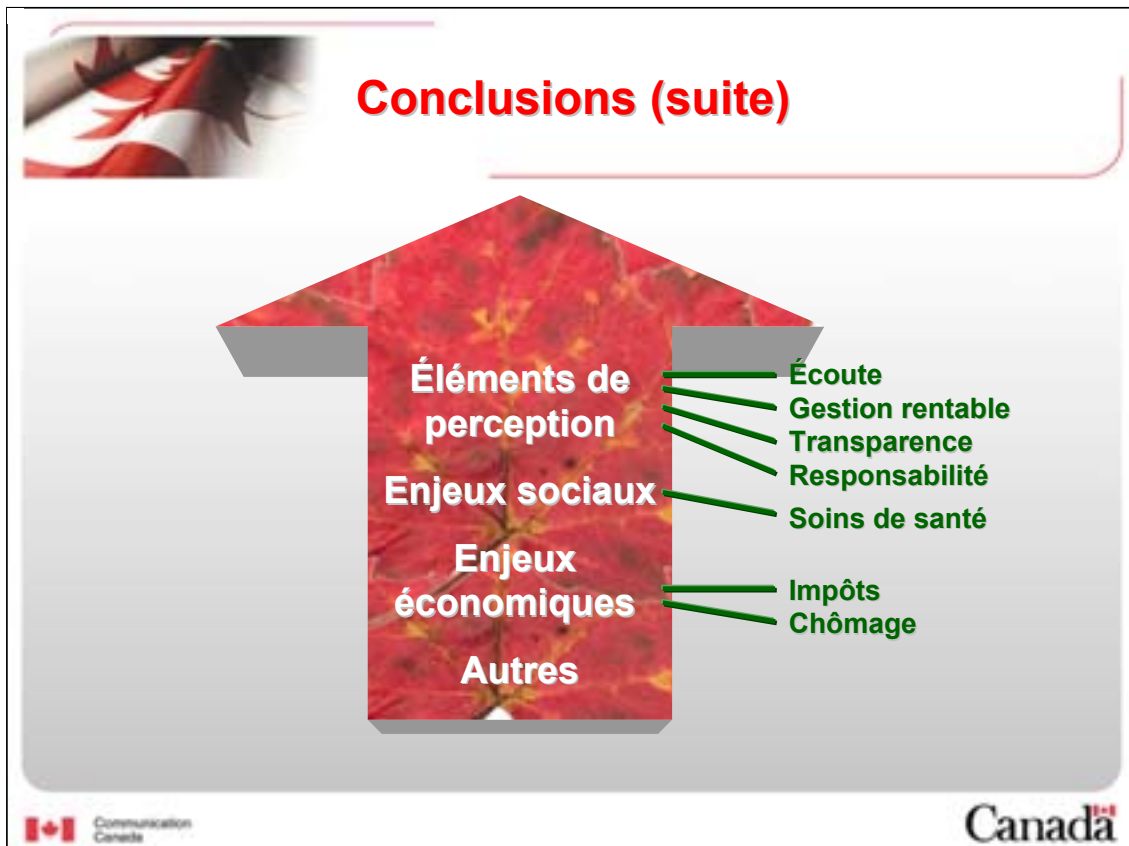 Conclusions (suite)
Éléments de
perception
Écoute
Gestion rentable
Transparence
Responsabilité
Enjeux sociaux
Soins de santé
Enjeux
économiques
Impôts
Chômage
Autres
Communication
Canada
Canada